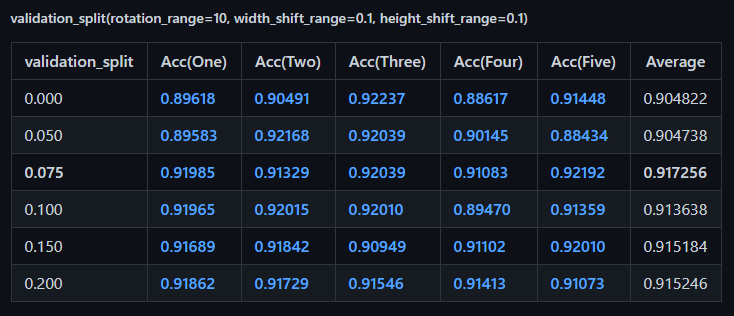 validation_split(rotation_range=10, width_shift_range=0.1, height_shift_range=0.1)
validation_split Acc(One) Acc(Two) Acc(Three) Acc(Four) Acc(Five) Average
0.000 0.89618 0.90491 0.92237 0.88617 0.91448 0.904822
0.050 0.89583 0.92168 0.92039 0.90145 0.88434 0.904738
0.075 0.91985 0.91329 0.92039 0.91083 0.92192 0.917256
0.100 0.91965 0.92015 0.92010 0.89470 0.91359 0.913638
0.150 0.91689 0.91842 0.90949 0.91102 0.92010 0.915184
0.200 0.91862 0.91729 0.91546 0.91413 0.91073 0.915246